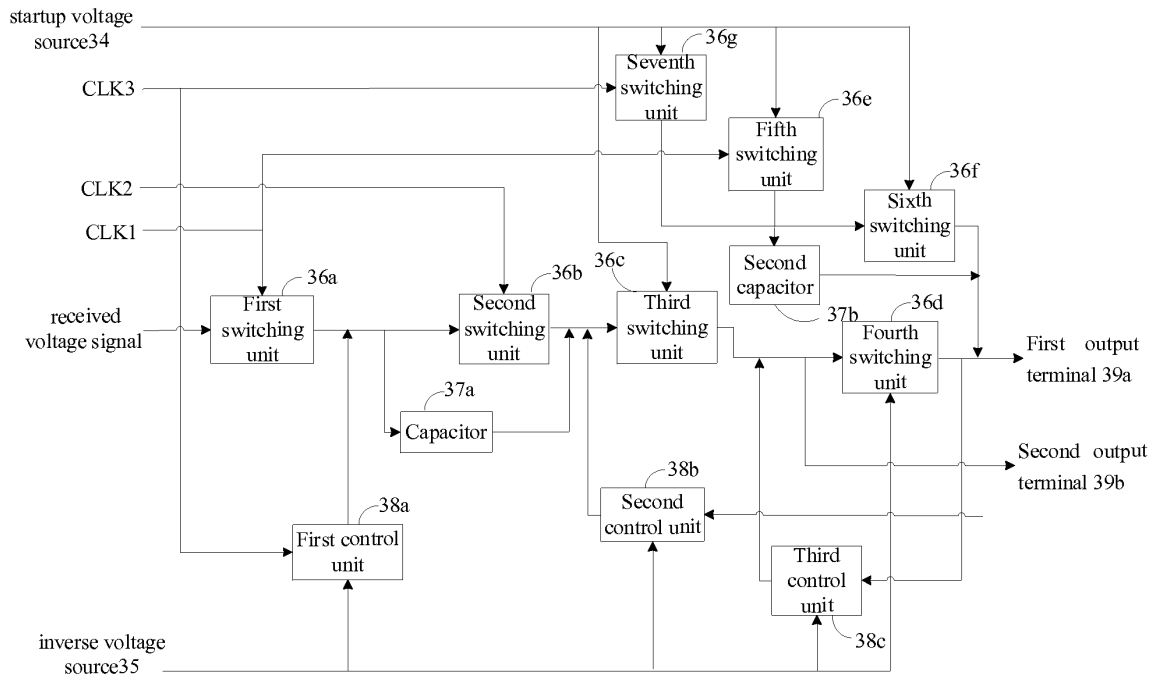 startup voltage
source34
36g
Seventh
switching
unit
CLK3
36e
Fifth
switching
unit
CLK2
36f
Sixth
switching
unit
CLK1
36a
First
switching
unit
36b
Second
switching
unit
36c
Third
switching
unit
Second
capacitor
37b
36d
Fourth
switching
unit
received
voltage signal
First output
terminal 39a
37a
Capacitor
Second output
terminal 39b
38b
Second
control unit
38a
First control
unit
Third
control
unit
38c
inverse voltage
source35